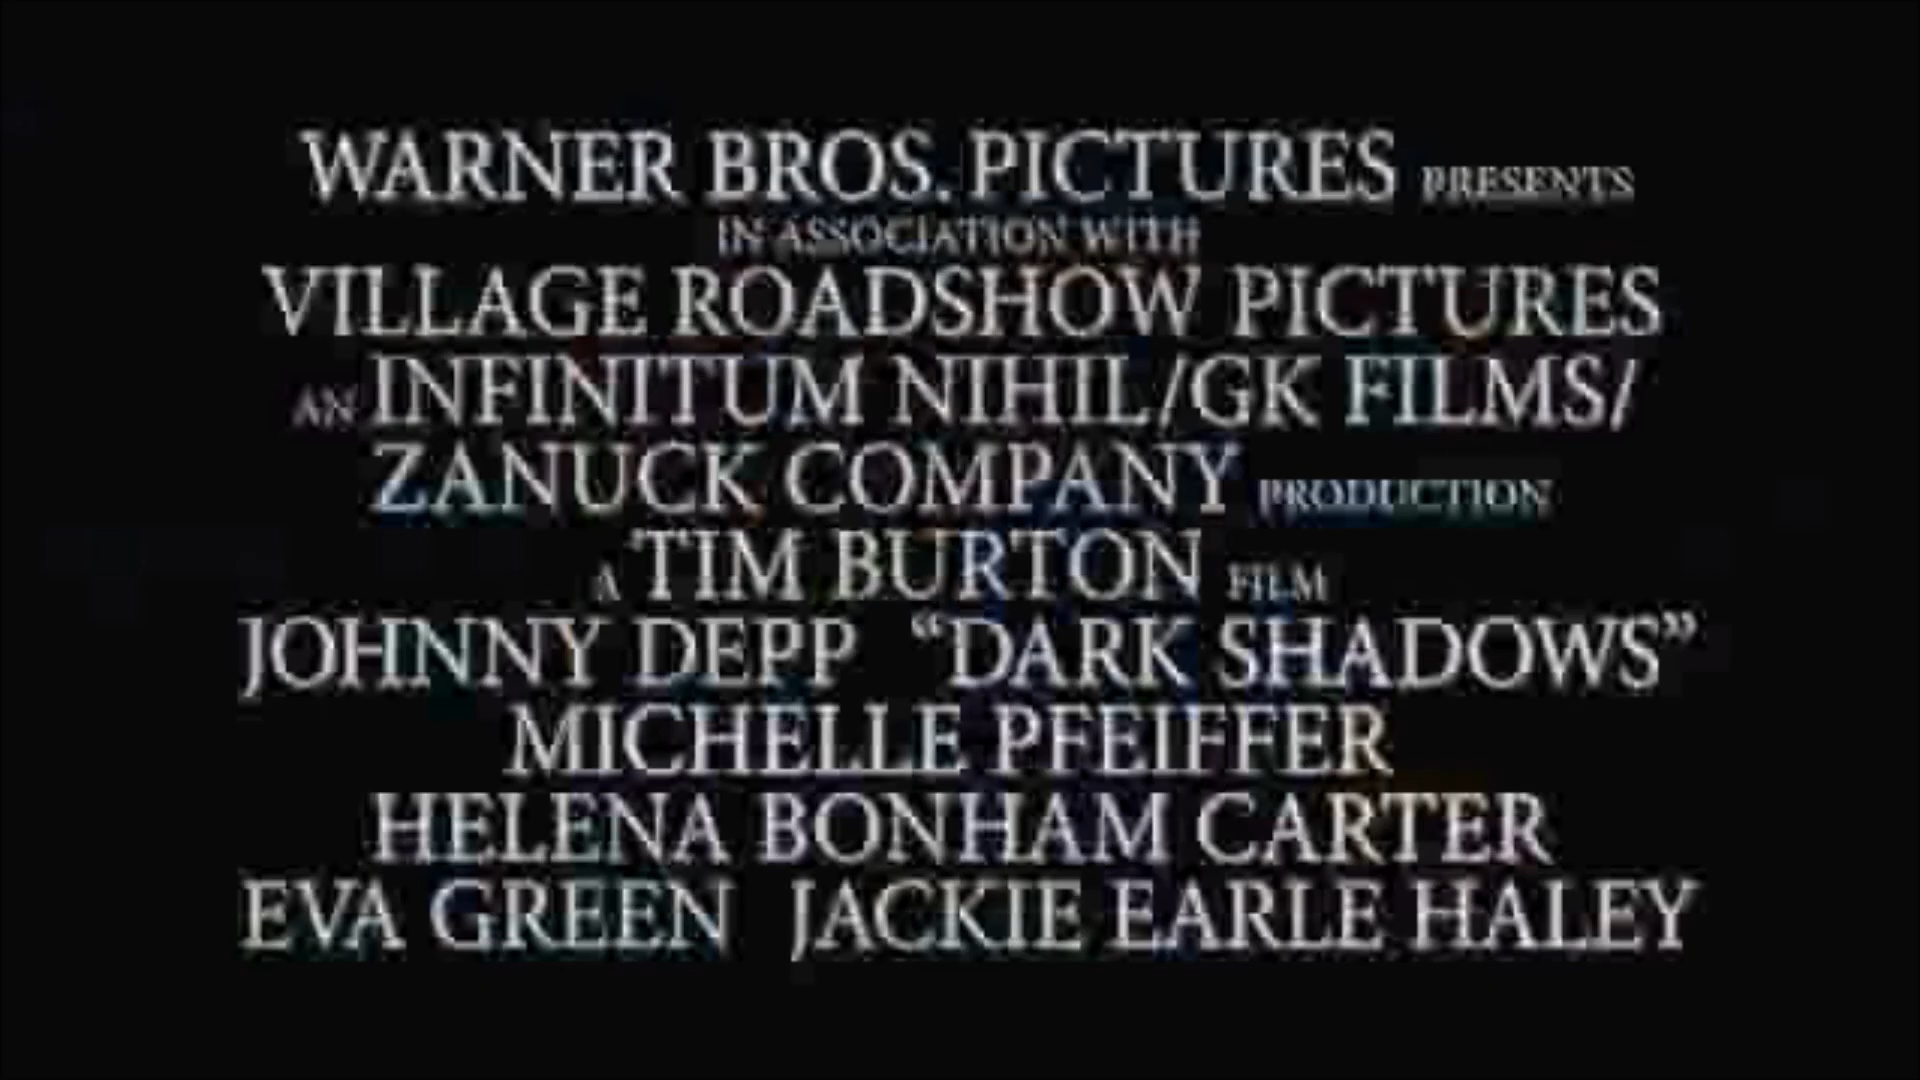 WARNER BROS. PICTURES PRESENTS
IN ASSOCIATION WITH
VILLAGE ROADSHOW PICTURES
AN INFINITUM NIHIL/GK FILMS/
ZANUCK COMPANY PRODUCTION
A TIM BURTON FILM
JOHNNY DEPP “DARK SHADOWS”
MICHELLE PFEIFFER
HELENA BONHAM CARTER
EVA GREEN JACKIE EARLE HALEY